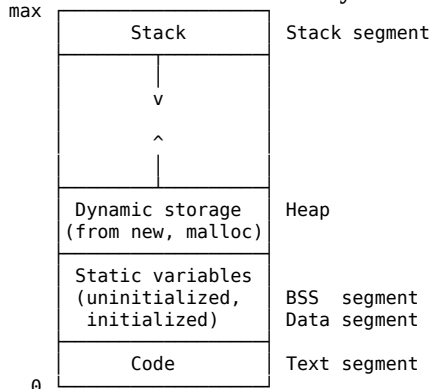 max
Stack Stack segment
v
^
Dynamic storage Heap
(from new, malloc)
Static variables
(uninitialized, BSS segment
initialized) Data segment
Code Text segment
0